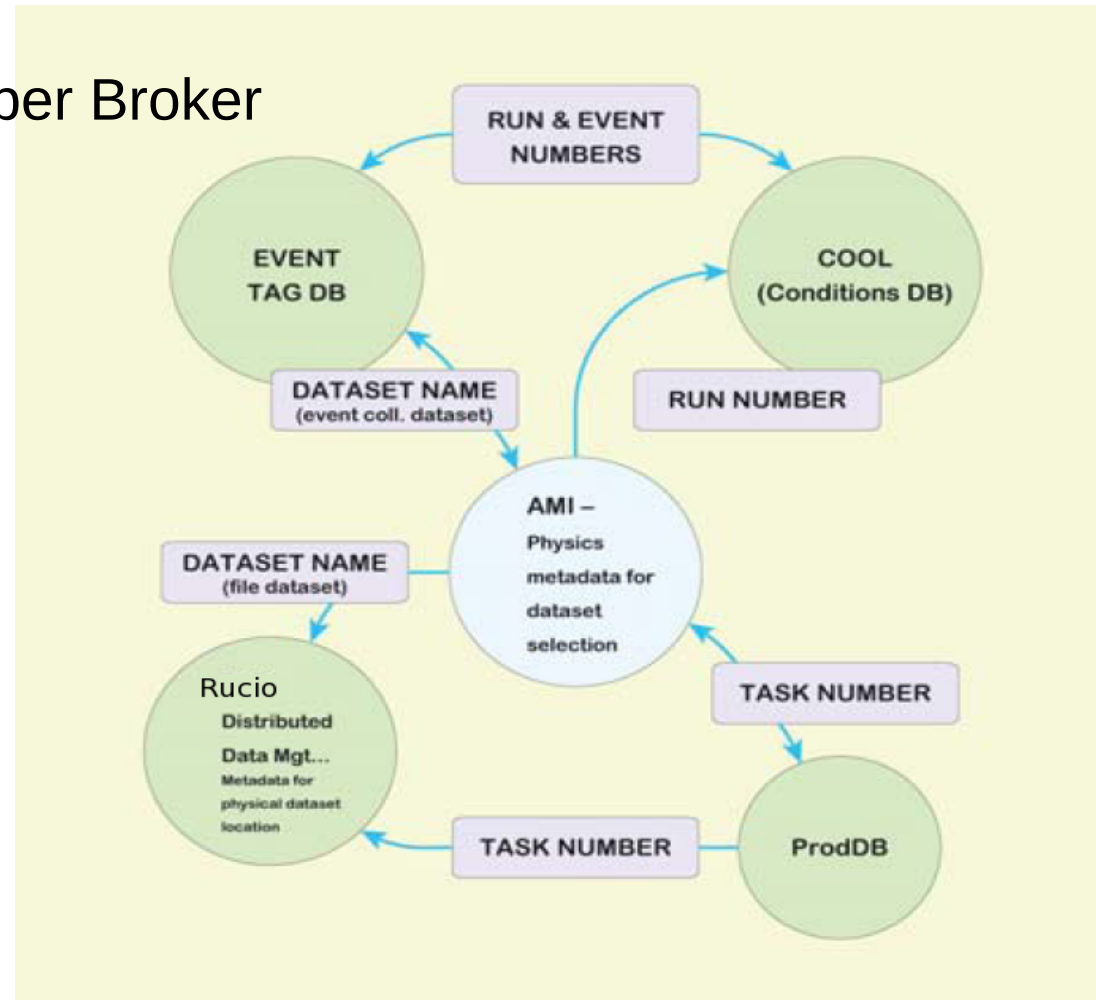 per Broker
RUN & EVENT
NUMBERS
EVENT
TAG DB
COOL
(Conditions DB)
DATASET NAME
(event coll. dataset)
RUN NUMBER
AMI –
Physics
metadata for
dataset
selection
DATASET NAME
(file dataset)
Rucio
Distributed
Data Mgt...
Metadata for
physical dataset
location
TASK NUMBER
TASK NUMBER
ProdDB